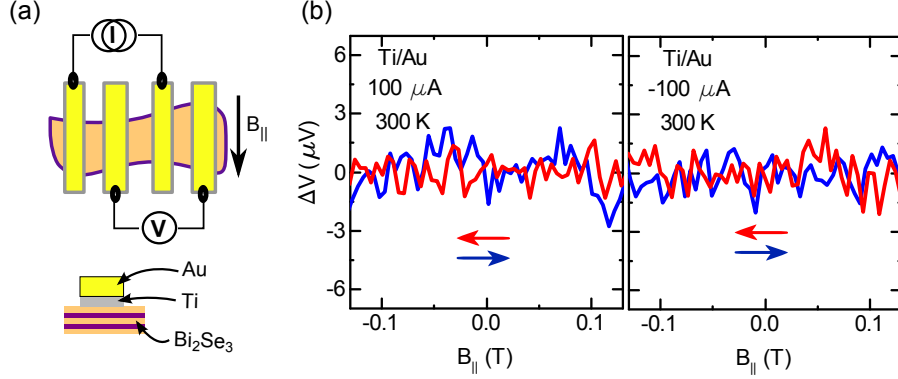 (a)
I
B||
V
Au
Ti
Bi2Se3
(b)
ΔV (μV)
6
3
0
-3
-6
Ti/Au
100 μA
300 K
-0.1
0.0
0.1
B|| (T)
Ti/Au
-100 μA
300 K
-0.1
0.0
0.1
B|| (T)